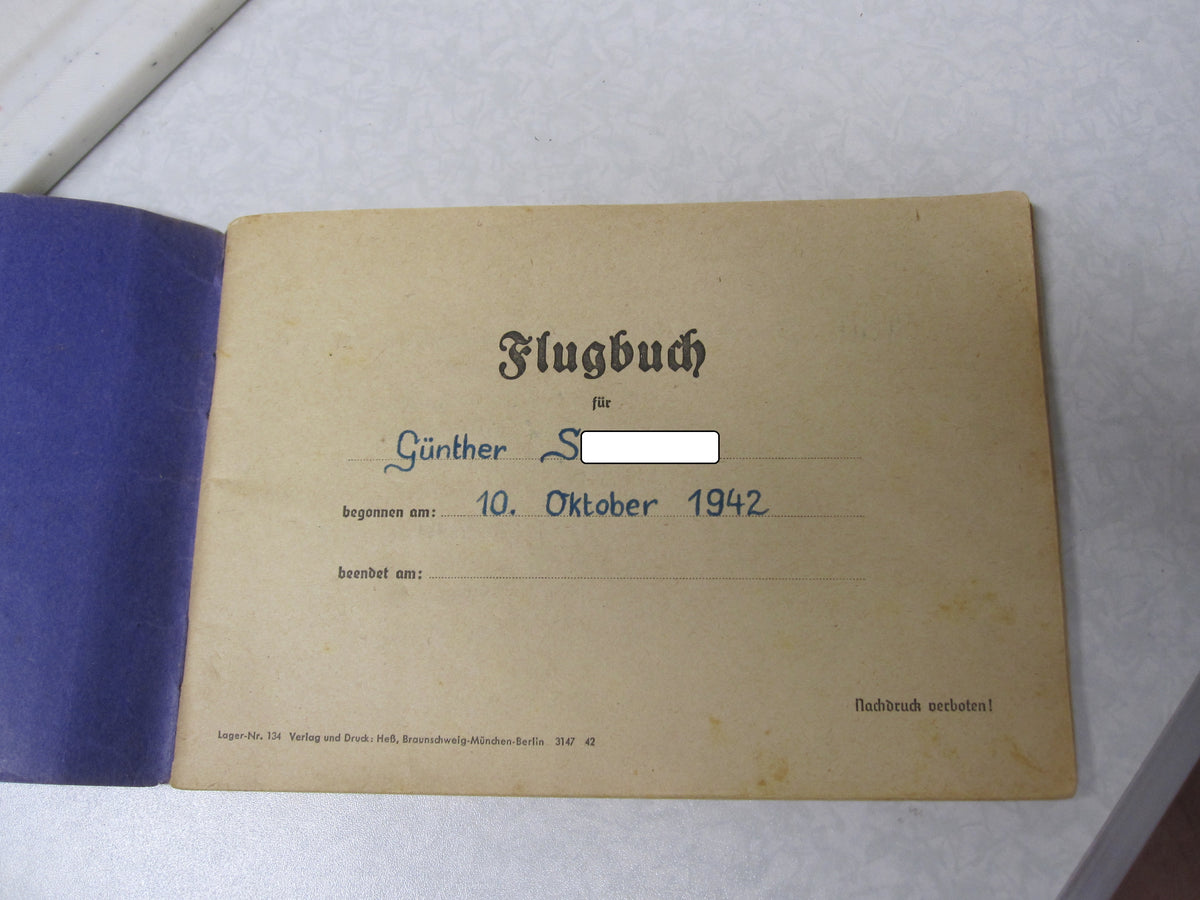 Flugbuch
für
Günther S
begonnen am: 10. Oktober 1942
beendet am:
Nachdruck verboten!
Lager-Nr. 134 Verlag und Druck: Heß, Braunschweig-München-Berlin 3147 42